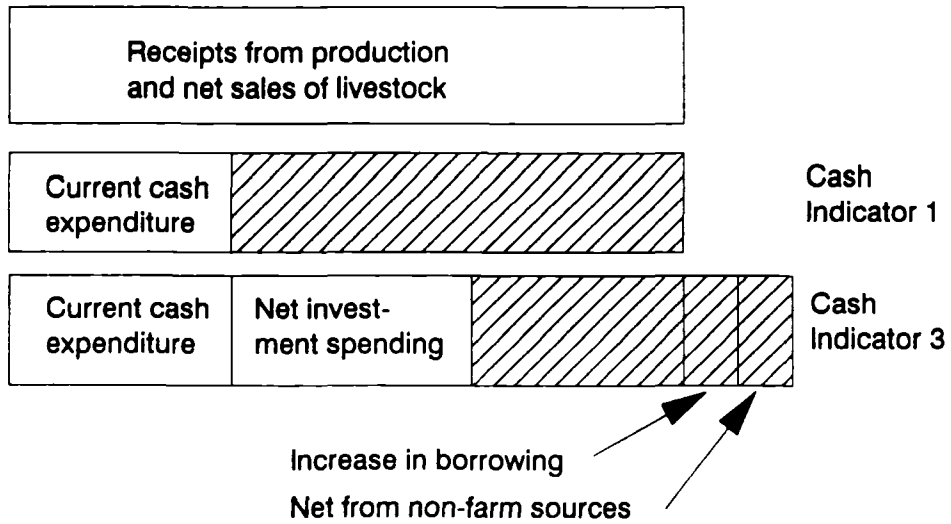 Receipts from production
and net sales of livestock
Current cash
expenditure
Cash
Indicator 1
Current cash
expenditure
Net invest-
ment spending
Cash
Indicator 3
Increase in borrowing
Net from non-farm sources